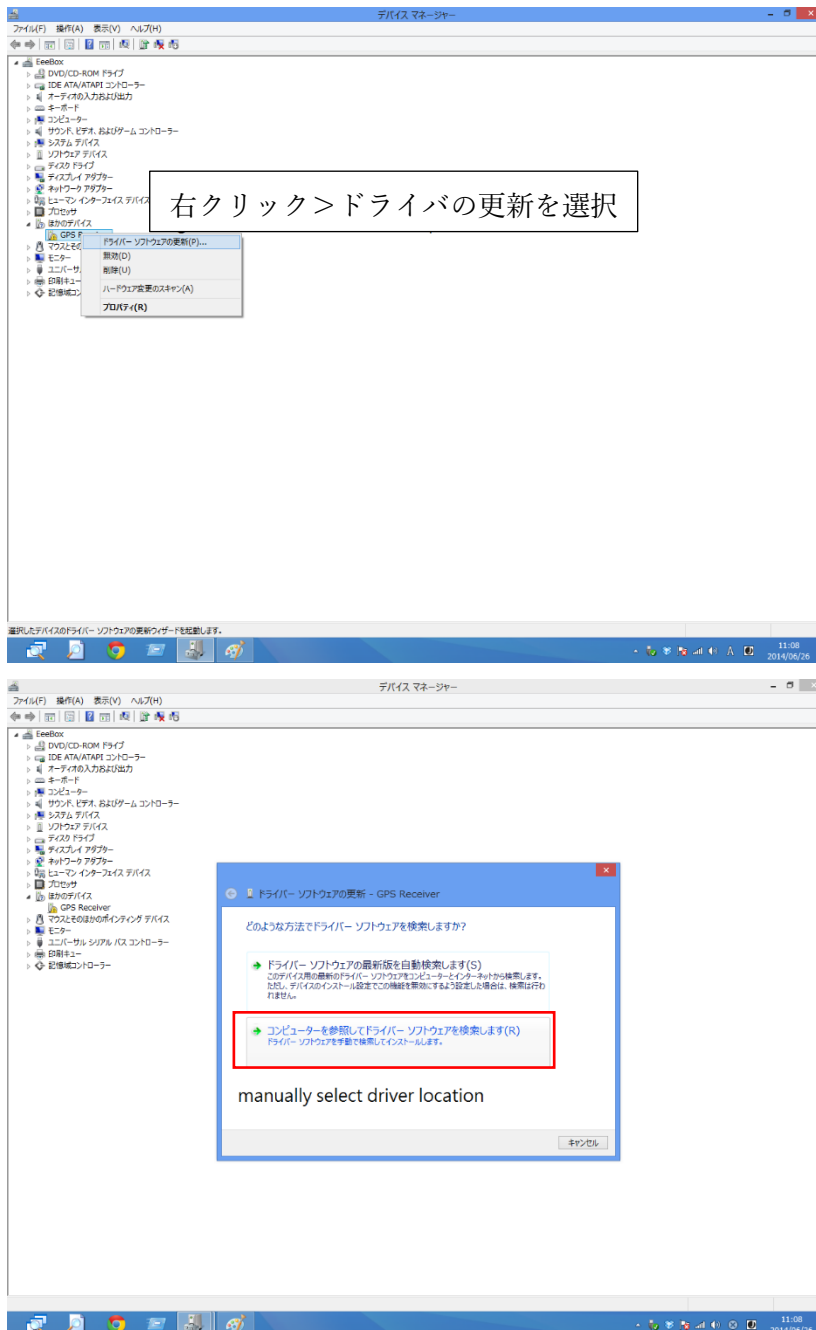 デバイス マネージャー
ファイル(F) 操作(A) 表示(V) ヘルプ(H)
EeeBox
DVD/CD-ROM ドライブ
IDE ATA/ATAPI コントローラー
オーディオの入力および出力
キーボード
コンピューター
サウンド、ビデオ、およびゲーム コントローラー
システム デバイス
ソフトウェア デバイス
ディスク ドライブ
ディスプレイ アダプター
ネットワーク アダプター
ヒューマン インターフェイス デバイス
右クリック＞ドライバの更新を選択
プロセッサ
ほかのデバイス
GPS
ドライバー ソフトウェアの更新(P)...
マウスとその
無効(D)
モニター
ユニバーサ
削除(U)
印刷キュー
ハードウェア変更のスキャン(A)
記憶域コン
プロパティ(R)
選択したデバイスのドライバー ソフトウェアの更新ウィザードを起動します。
A
11:08
2014/06/26
デバイス マネージャー
ファイル(F) 操作(A) 表示(V) ヘルプ(H)
EeeBox
DVD/CD-ROM ドライブ
IDE ATA/ATAPI コントローラー
オーディオの入力および出力
キーボード
コンピューター
サウンド、ビデオ、およびゲーム コントローラー
システム デバイス
ソフトウェア デバイス
ディスク ドライブ
ディスプレイ アダプター
ネットワーク アダプター
ヒューマン インターフェイス デバイス
プロセッサ
ほかのデバイス
GPS Receiver
マウスとそのほかのポインティング デバイス
モニター
ユニバーサル シリアル バス コントローラー
印刷キュー
記憶域コントローラー
ドライバー ソフトウェアの更新 - GPS Receiver
どのような方法でドライバー ソフトウェアを検索しますか?
ドライバー ソフトウェアの最新版を自動検索します(S)
このデバイス用の最新のドライバー ソフトウェアをコンピューターとインターネットから検索します。
ただし、デバイスのインストール設定でこの機能を無効にするよう設定した場合は、検索は行わ
れません。
コンピューターを参照してドライバー ソフトウェアを検索します(R)
ドライバー ソフトウェアを手動で検索してインストールします。
manually select driver location
キャンセル
11:08
2014/06/26